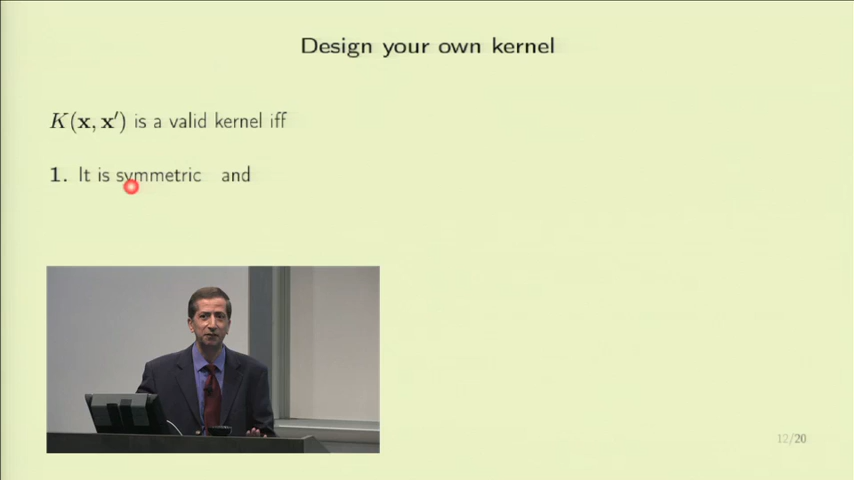 Design your own kernel
K(x, x′) is a valid kernel iff
1. It is symmetric and
12/20